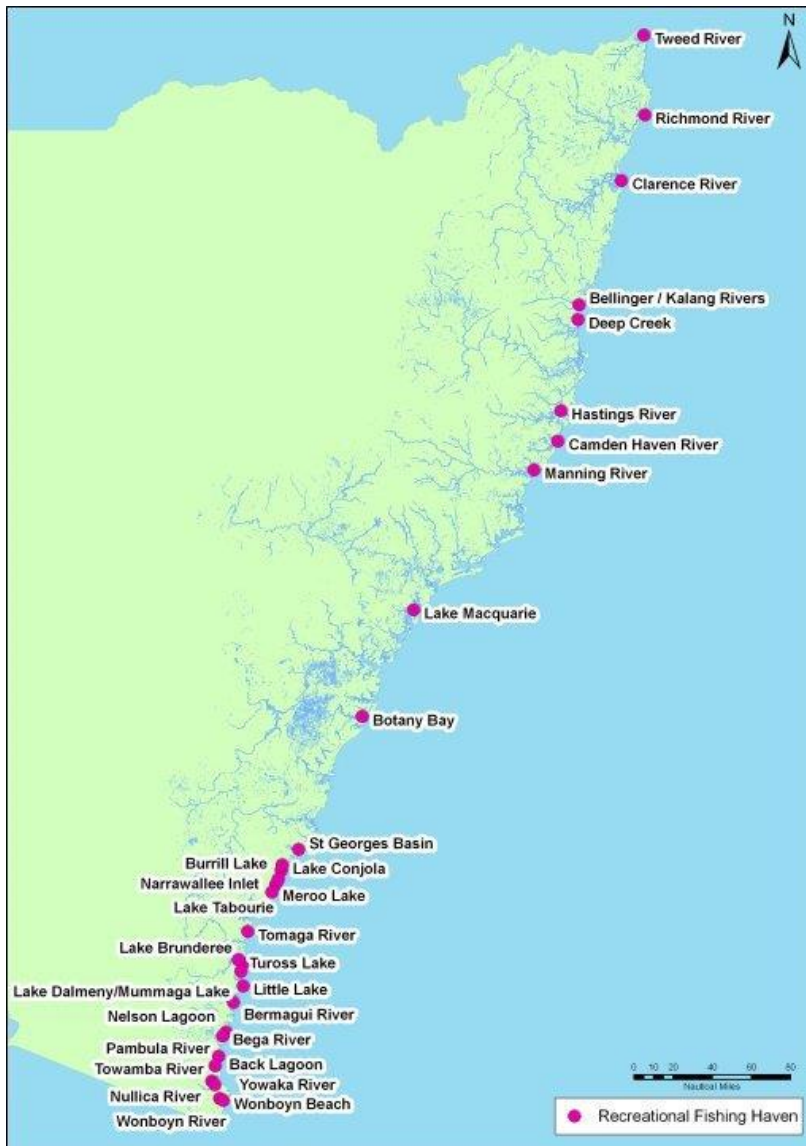 N
Tweed River
Richmond River
Clarence River
Bellinger / Kalang Rivers
Deep Creek
Hastings River
Camden Haven River
Manning River
Lake Macquarie
Botany Bay
St Georges Basin
Burrill Lake
Lake Conjola
Narrawallee Inlet
Meroo Lake
Lake Tabourie
Tomaga River
Lake Brunderee
Tuross Lake
Little Lake
Lake Dalmeny/Mummaga Lake
Nelson Lagoon
Bermagui River
Bega River
Pambula River
Back Lagoon
Towamba River
Yowaka River
Nullica River
Wonboyn Beach
Wonboyn River
0 10 20 40 60 80
Nautical Miles
Recreational Fishing Haven